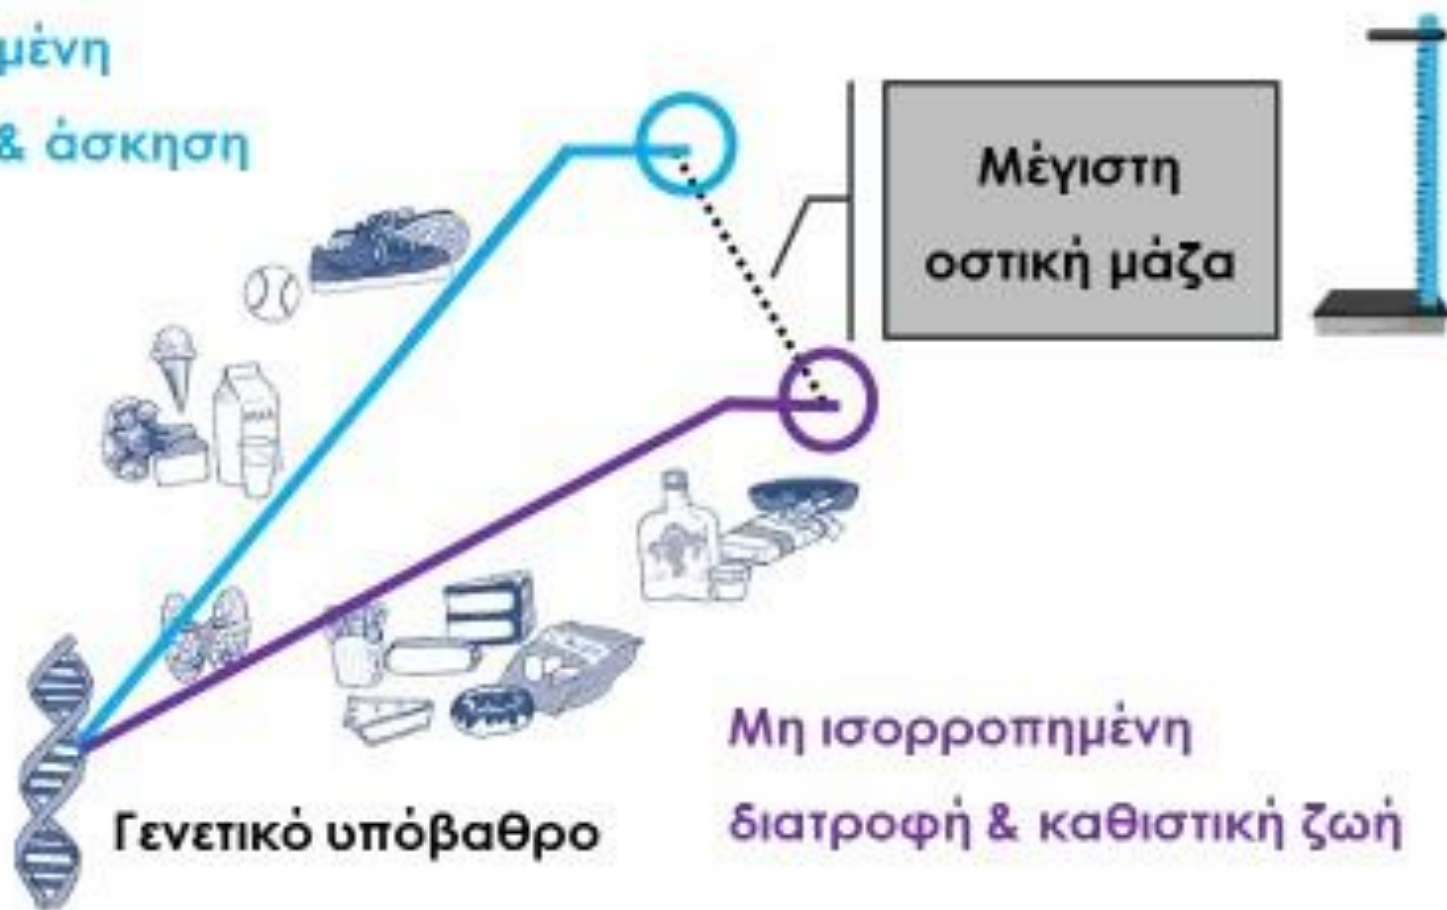 μένη
& άσκηση
Μέγιστη
οστική μάζα
Μη ισορροπημένη
διατροφή & καθιστική ζωή
Γενετικό υπόβαθρο